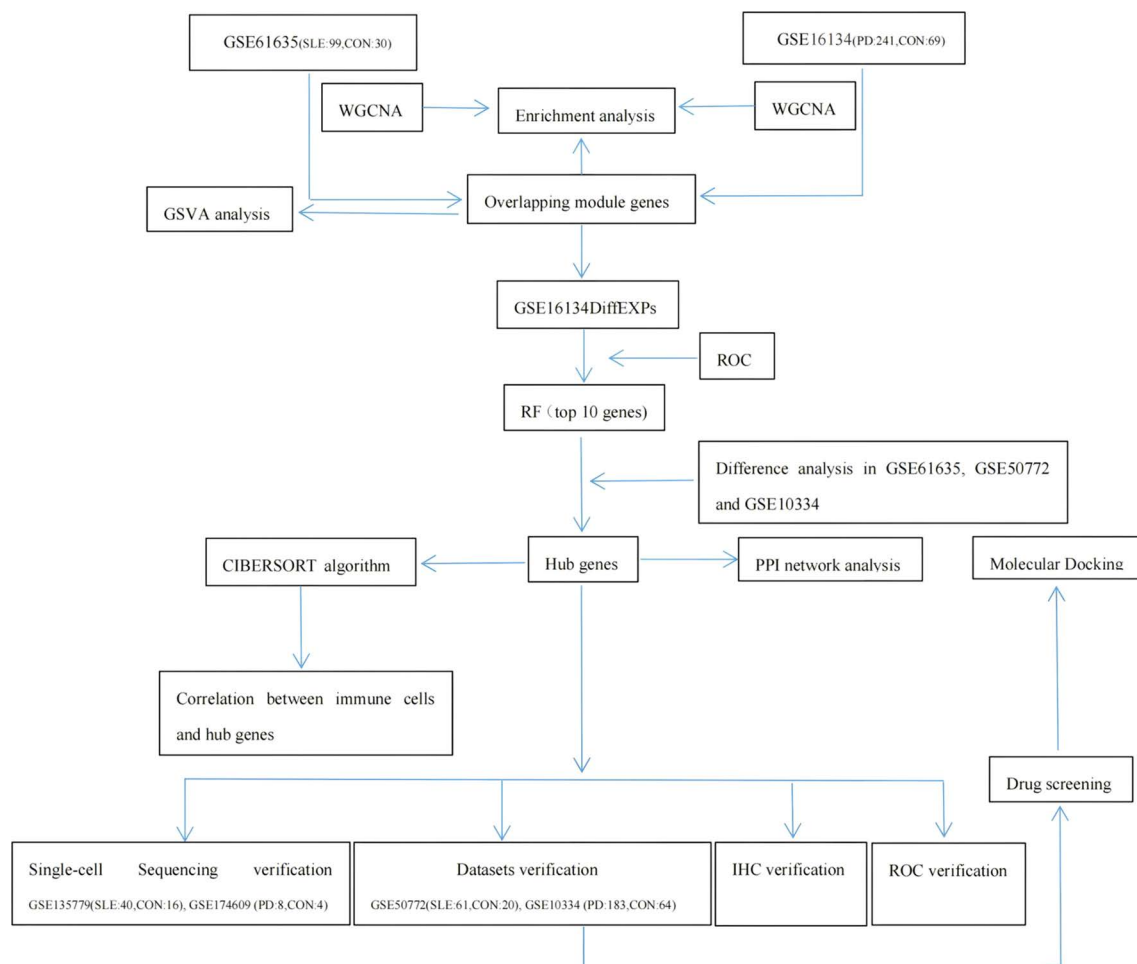 GSE61635(SLE:99,CON:30)
GSE16134(PD:241,CON:69)
WGCNA
Enrichment analysis
WGCNA
GSVA analysis
Overlapping module genes
GSE16134DiffEXPs
ROC
RF（top 10 genes)
Difference analysis in GSE61635, GSE50772
and GSE10334
CIBERSORT algorithm
Hub genes
PPI network analysis
Molecular Docking
Correlation between immune cells
and hub genes
Drug screening
Single-cell Sequencing verification
GSE135779(SLE:40,CON:16), GSE174609 (PD:8,CON:4)
Datasets verification
GSE50772(SLE:61,CON:20), GSE10334 (PD:183,CON:64)
IHC verification
ROC verification